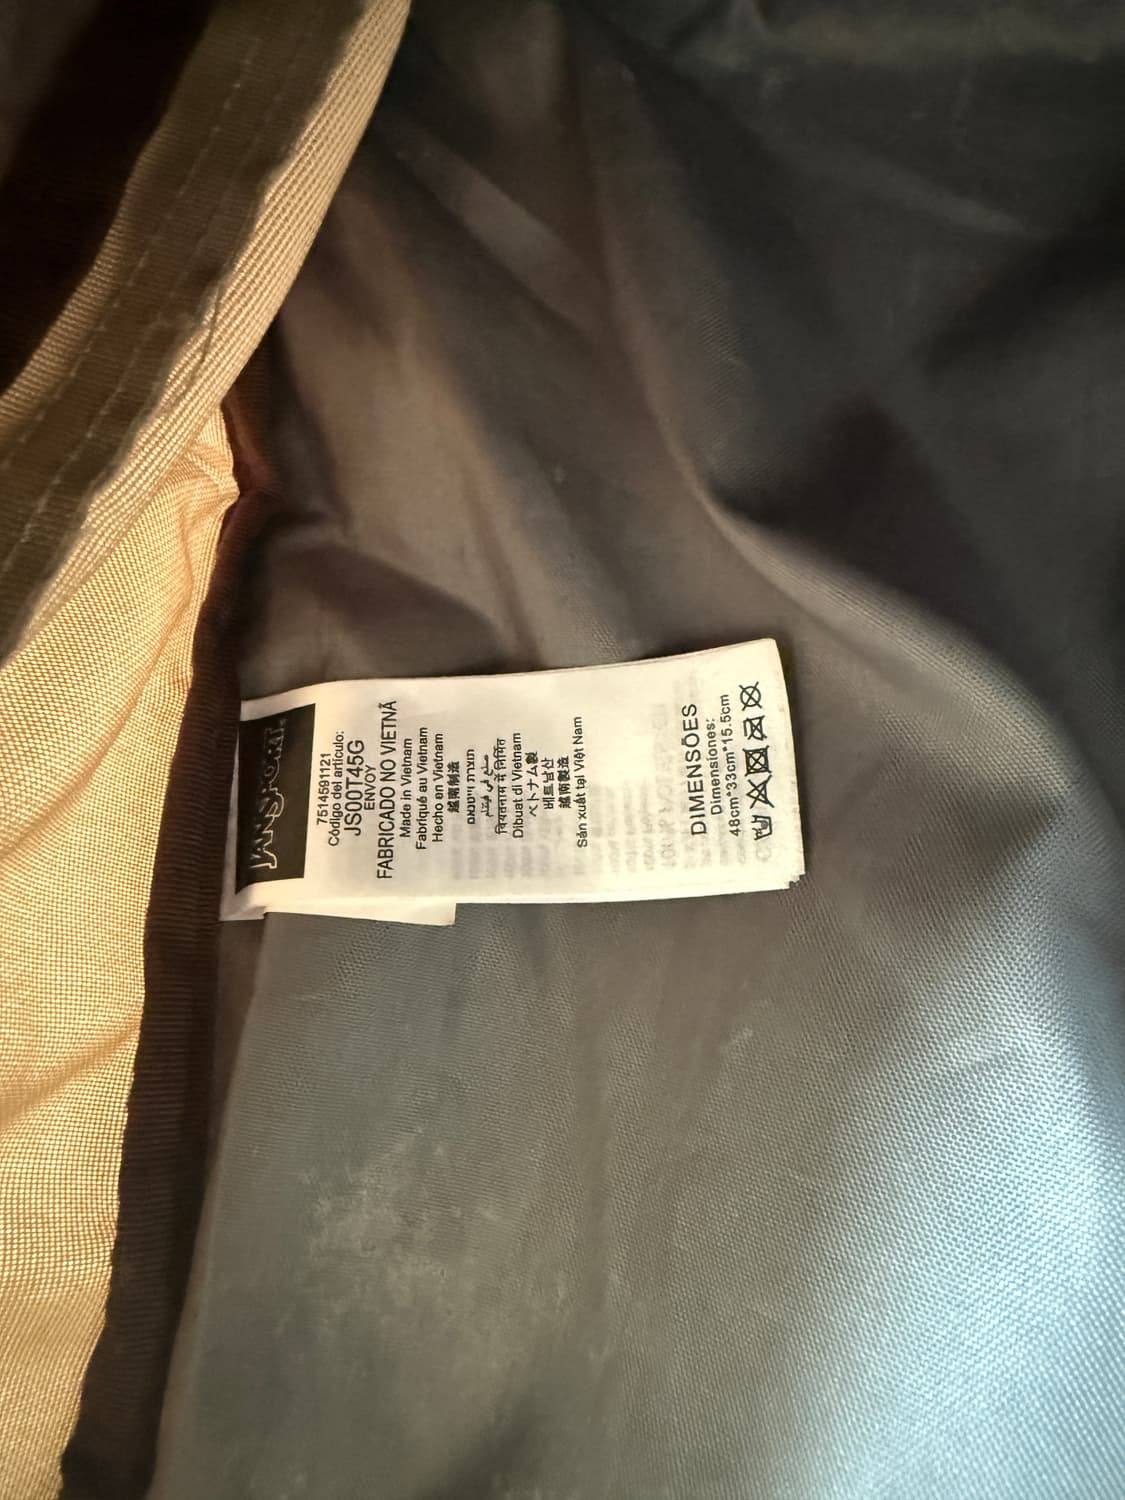 JANSPORT
7514591121
Código del artículo:
JS00T45G
ENVOY
FABRICADO NO VIETNÃ
Made in Vietnam
Fabriqué au Vietnam
Hecho en Vietnam
越南制造
תוצרת וייטנאם
صنع في فيتنام
वियतनाम में निर्मित
Dibuat di Vietnam
ベトナム製
베트남산
越南製造
Sản xuất tại Việt Nam
DIMENSÕES
Dimensiones:
48cm*33cm*15.5cm